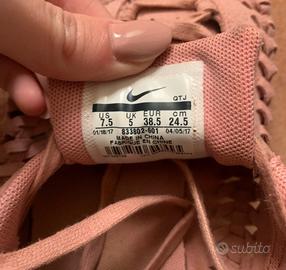 QTJ
US UK EUR cm
7.5 5 38.5 24.5
01/18/17 833802-601 04/05/17
MADE IN CHINA
FABRIQUÉ EN CHINE
subito